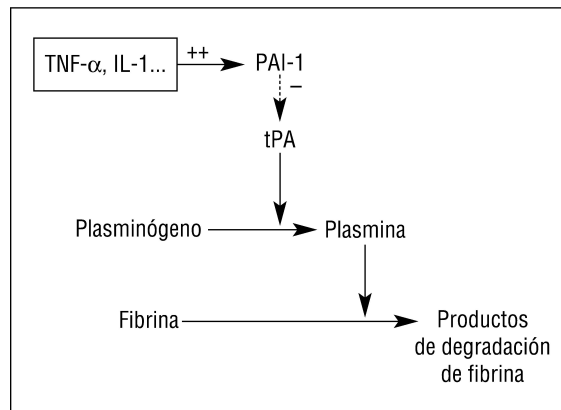 TNF-α, IL-1...
++
PAI-1
–
tPA
Plasminógeno
Plasmina
Fibrina
Productos
de degradación
de fibrina